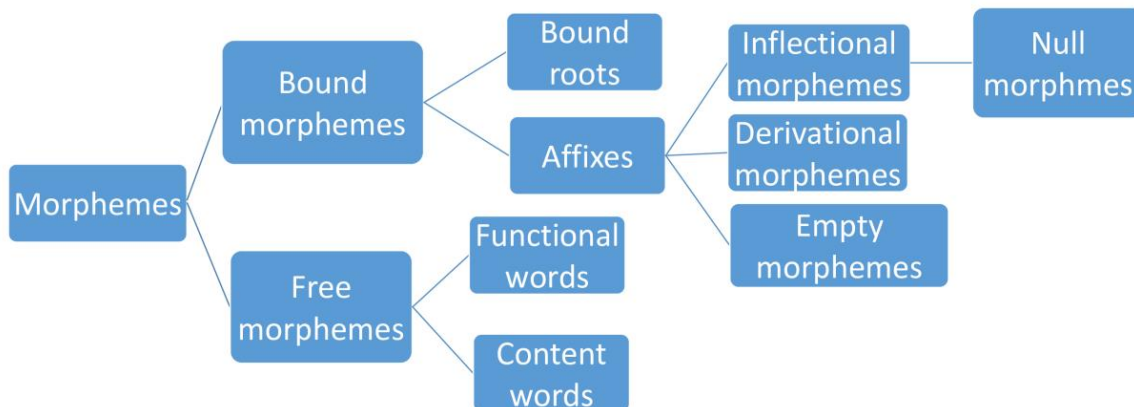 Morphemes
Bound
morphemes
Bound
roots
Affixes
Inflectional
morphemes
Null
morphmes
Derivational
morphemes
Empty
morphemes
Free
morphemes
Functional
words
Content
words